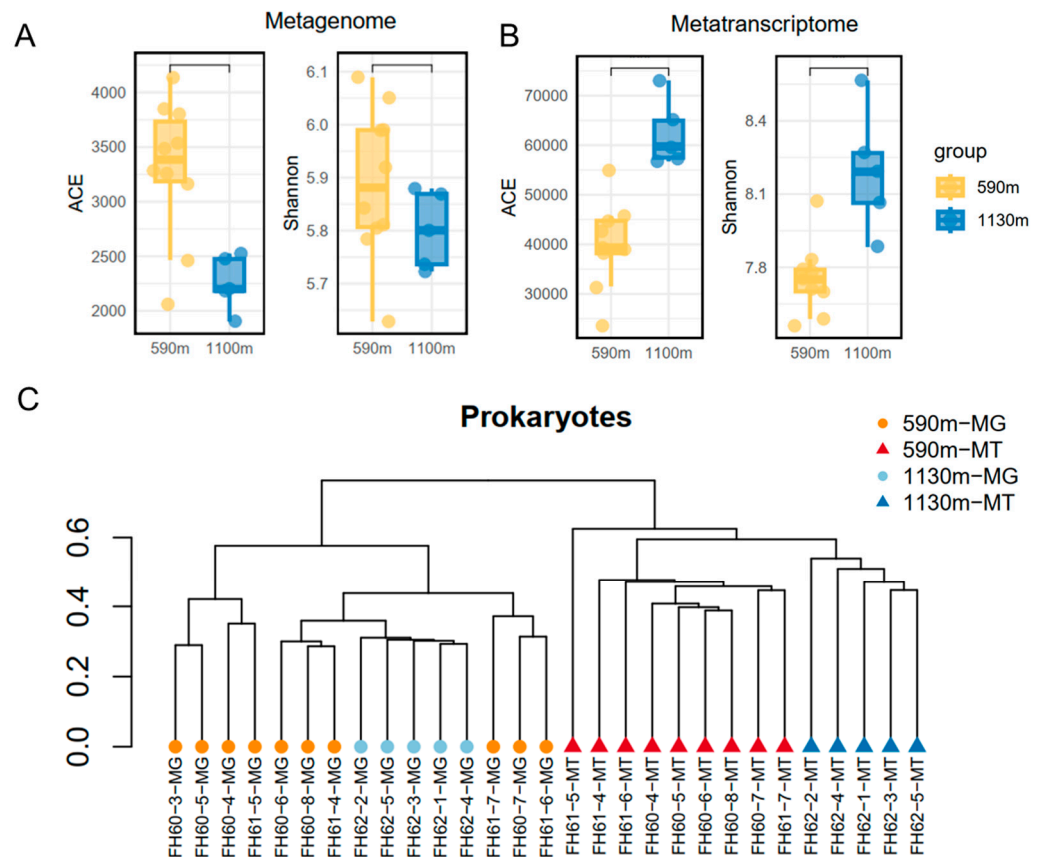 A
Metagenome
ACE
4000
3500
3000
2500
2000
590m
1100m
Shannon
6.1
6.0
5.9
5.8
5.7
590m
1100m
B
Metatranscriptome
ACE
70000
60000
50000
40000
30000
590m
1100m
Shannon
8.4
8.1
7.8
590m
1100m
group
590m
1130m
C
Prokaryotes
590m−MG
590m−MT
1130m−MG
1130m−MT
0.6
0.4
0.2
0.0
FH60−3−MG
FH60−5−MG
FH60−4−MG
FH61−5−MG
FH60−6−MG
FH60−8−MG
FH61−4−MG
FH62−2−MG
FH62−5−MG
FH62−3−MG
FH62−1−MG
FH62−4−MG
FH61−7−MG
FH60−7−MG
FH61−6−MG
FH61−5−MT
FH61−4−MT
FH61−6−MT
FH60−4−MT
FH60−5−MT
FH60−6−MT
FH60−8−MT
FH60−7−MT
FH61−7−MT
FH62−2−MT
FH62−4−MT
FH62−1−MT
FH62−3−MT
FH62−5−MT